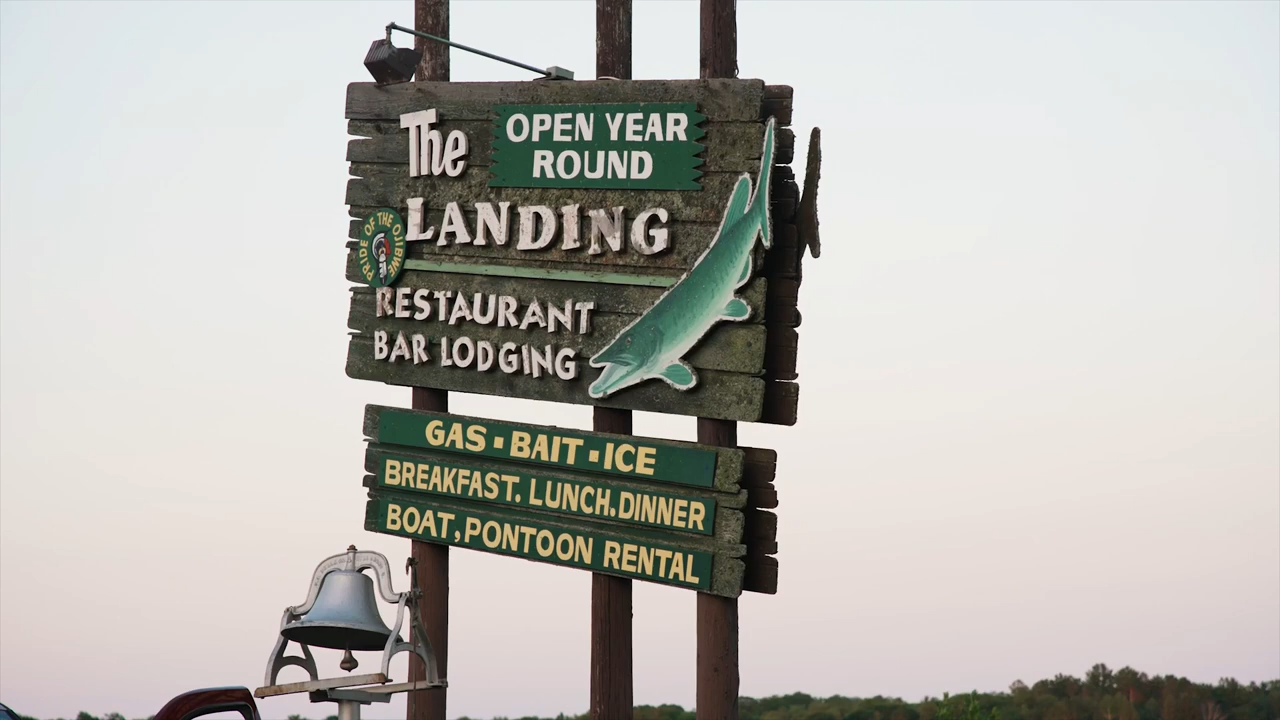 The
OPEN YEAR
ROUND
LANDING
PRIDE OF THE OJIBWE
RESTAURANT
BAR LODGING
GAS ▪ BAIT ▪ ICE
BREAKFAST. LUNCH. DINNER
BOAT, PONTOON RENTAL